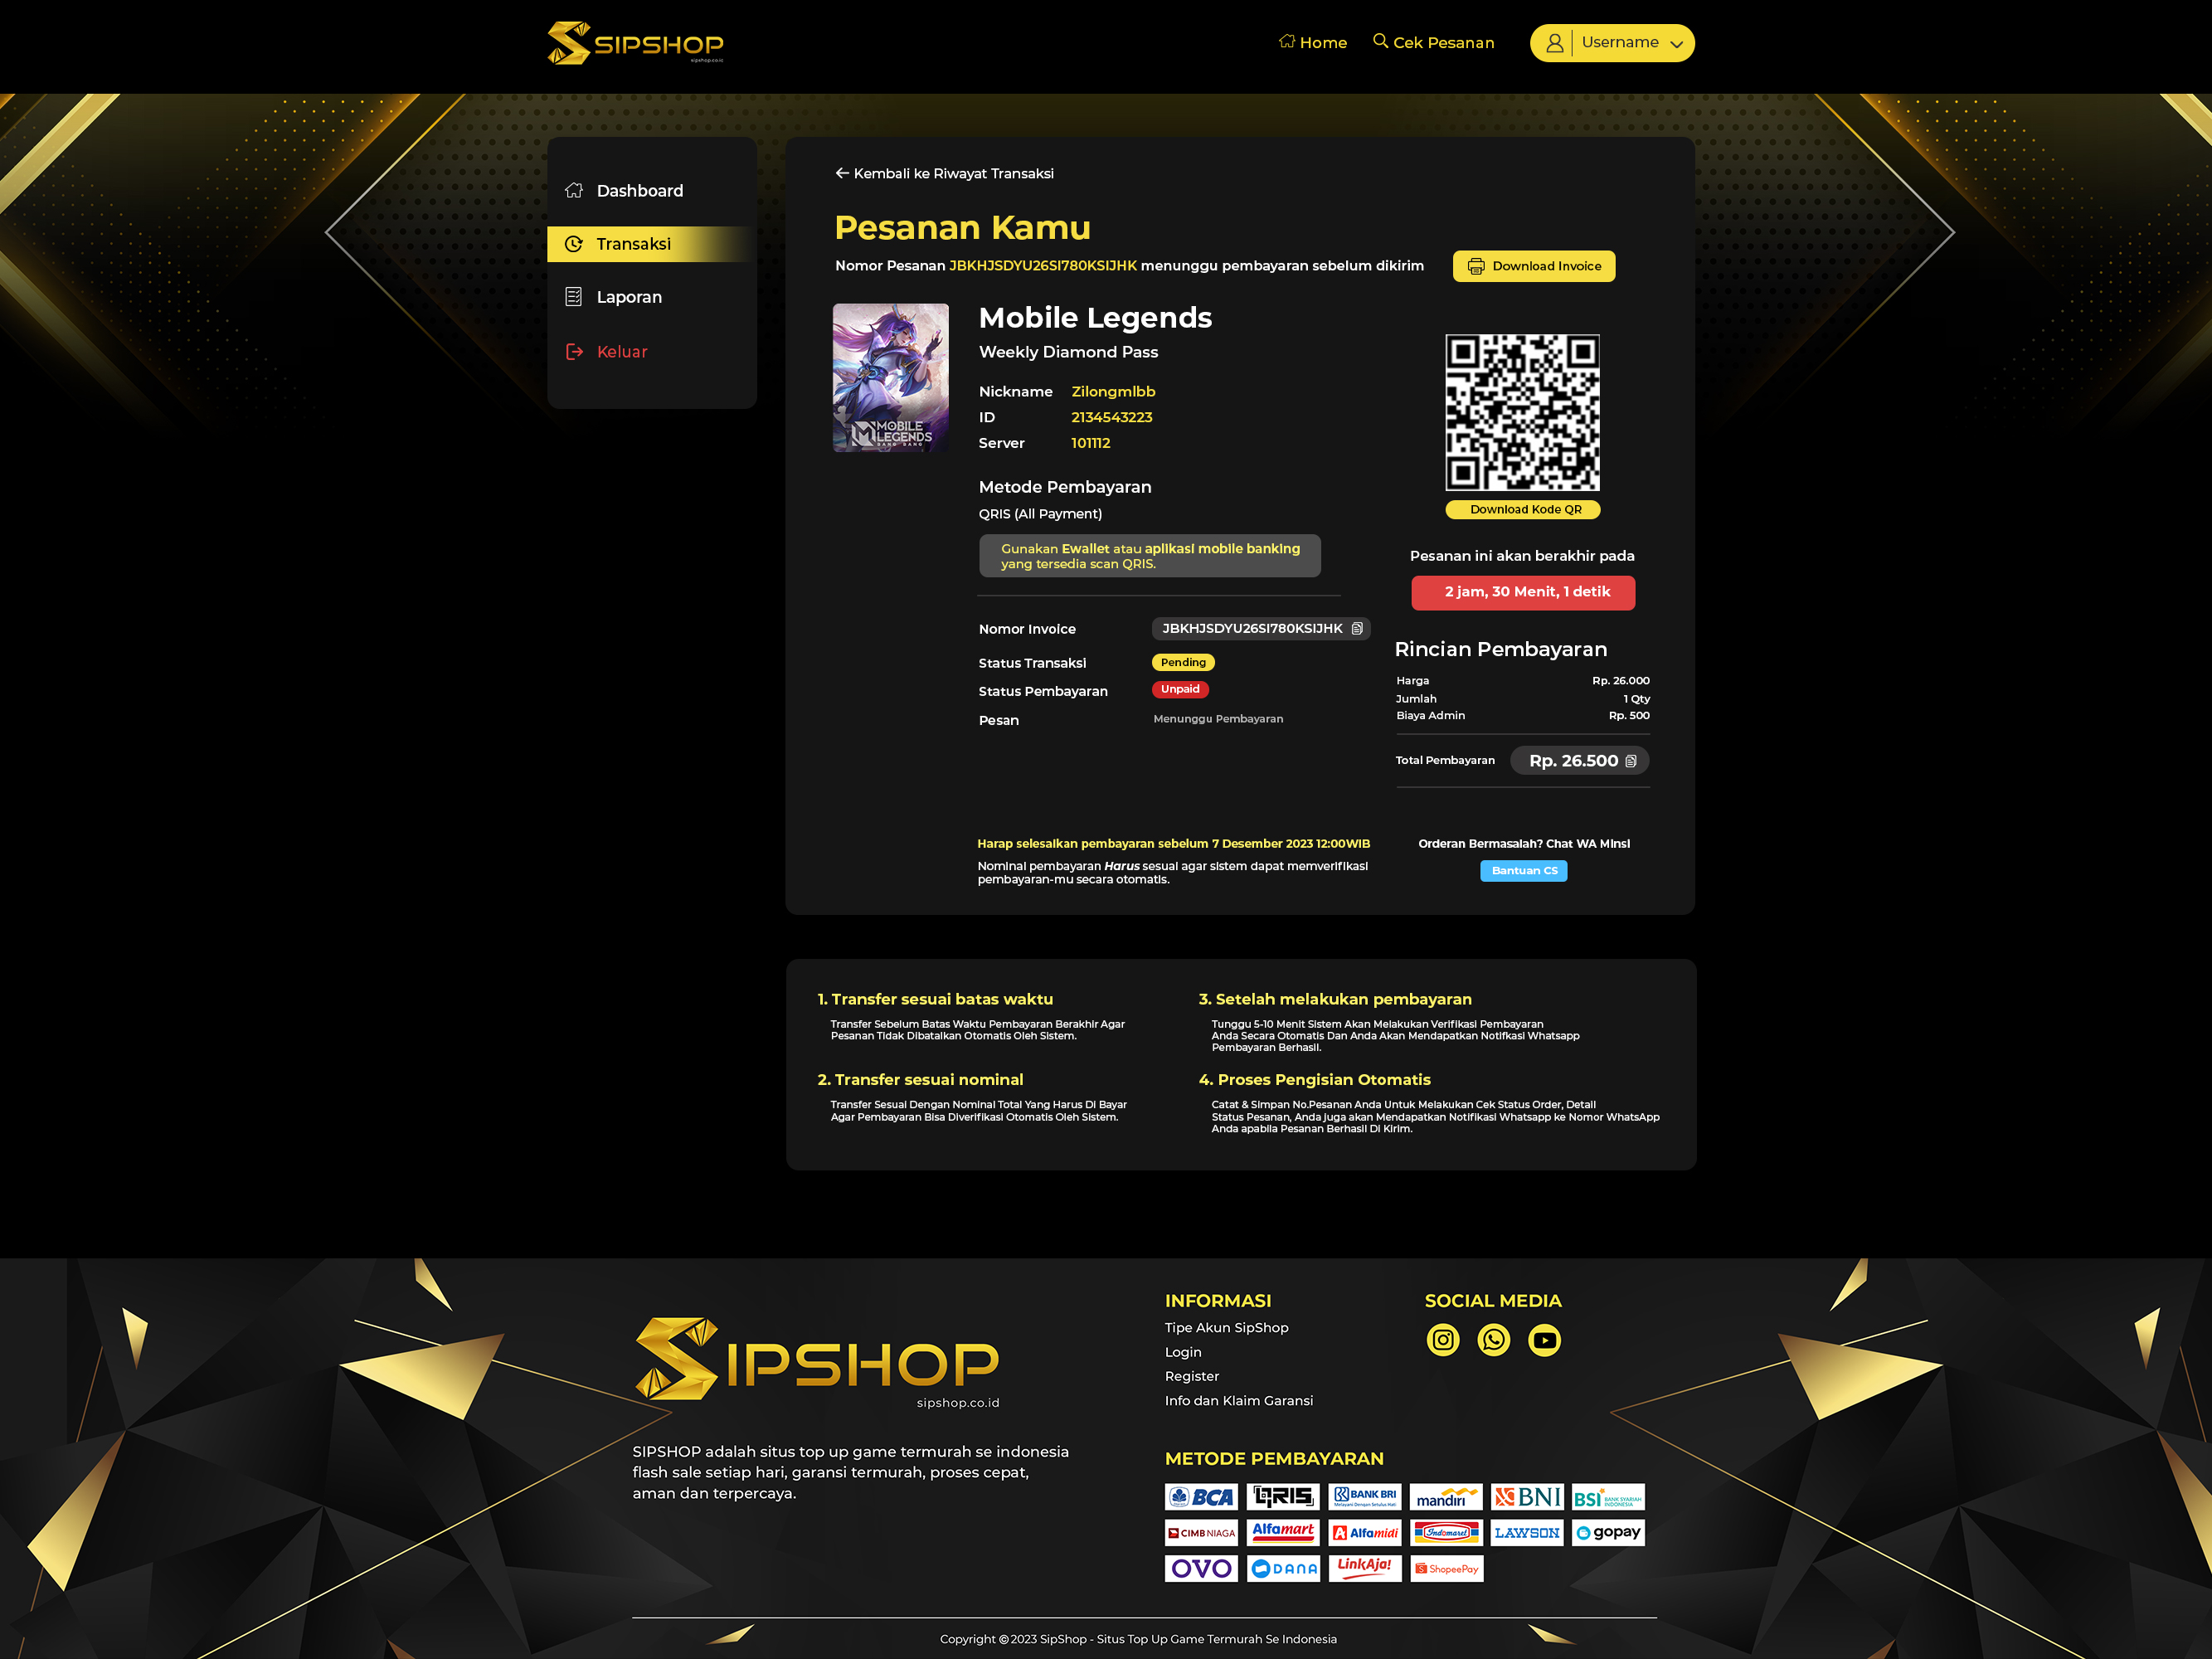 SIPSHOP
sipshop.co.ic
Home
Cek Pesanan
Username
Dashboard
Transaksi
Laporan
Keluar
Kembali ke Riwayat Transaksi
Pesanan Kamu
Nomor Pesanan JBKHJSDYU26SI780KSIJHK menunggu pembayaran sebelum dikirim
Download Invoice
MOBILE
LEGENDS
BANG BANG
Mobile Legends
Weekly Diamond Pass
Nickname Zilongmlbb
ID 2134543223
Server 101112
Metode Pembayaran
QRIS (All Payment)
Gunakan Ewallet atau aplikasi mobile banking
yang tersedia scan QRIS.
Nomor Invoice JBKHJSDYU26SI780KSIJHK
Status Transaksi Pending
Status Pembayaran Unpaid
Pesan Menunggu Pembayaran
Download Kode QR
Pesanan ini akan berakhir pada
2 jam, 30 Menit, 1 detik
Rincian Pembayaran
Harga Rp. 26.000
Jumlah 1 Qty
Biaya Admin Rp. 500
Total Pembayaran Rp. 26.500
Harap selesaikan pembayaran sebelum 7 Desember 2023 12:00WIB
Nominal pembayaran Harus sesuai agar sistem dapat memverifikasi
pembayaran-mu secara otomatis.
Orderan Bermasalah? Chat WA Minsi
Bantuan CS
1. Transfer sesuai batas waktu
Transfer Sebelum Batas Waktu Pembayaran Berakhir Agar
Pesanan Tidak Dibatalkan Otomatis Oleh Sistem.
2. Transfer sesuai nominal
Transfer Sesuai Dengan Nominal Total Yang Harus Di Bayar
Agar Pembayaran Bisa Diverifikasi Otomatis Oleh Sistem.
3. Setelah melakukan pembayaran
Tunggu 5-10 Menit Sistem Akan Melakukan Verifikasi Pembayaran
Anda Secara Otomatis Dan Anda Akan Mendapatkan Notifkasi Whatsapp
Pembayaran Berhasil.
4. Proses Pengisian Otomatis
Catat & Simpan No.Pesanan Anda Untuk Melakukan Cek Status Order, Detail
Status Pesanan, Anda juga akan Mendapatkan Notifikasi Whatsapp ke Nomor WhatsApp
Anda apabila Pesanan Berhasil Di Kirim.
SIPSHOP
sipshop.co.id
SIPSHOP adalah situs top up game termurah se indonesia
flash sale setiap hari, garansi termurah, proses cepat,
aman dan terpercaya.
INFORMASI
Tipe Akun SipShop
Login
Register
Info dan Klaim Garansi
SOCIAL MEDIA
METODE PEMBAYARAN
BCA QRIS BANK BRI mandiri BNI BSI
Melayani Dengan Setulus Hati
BANK SYARIAH
INDONESIA
CIMB NIAGA Alfamart Alfamidi Indomaret LAWSON gopay
OVO DANA LinkAja! ShopeePay
Copyright © 2023 SipShop - Situs Top Up Game Termurah Se Indonesia